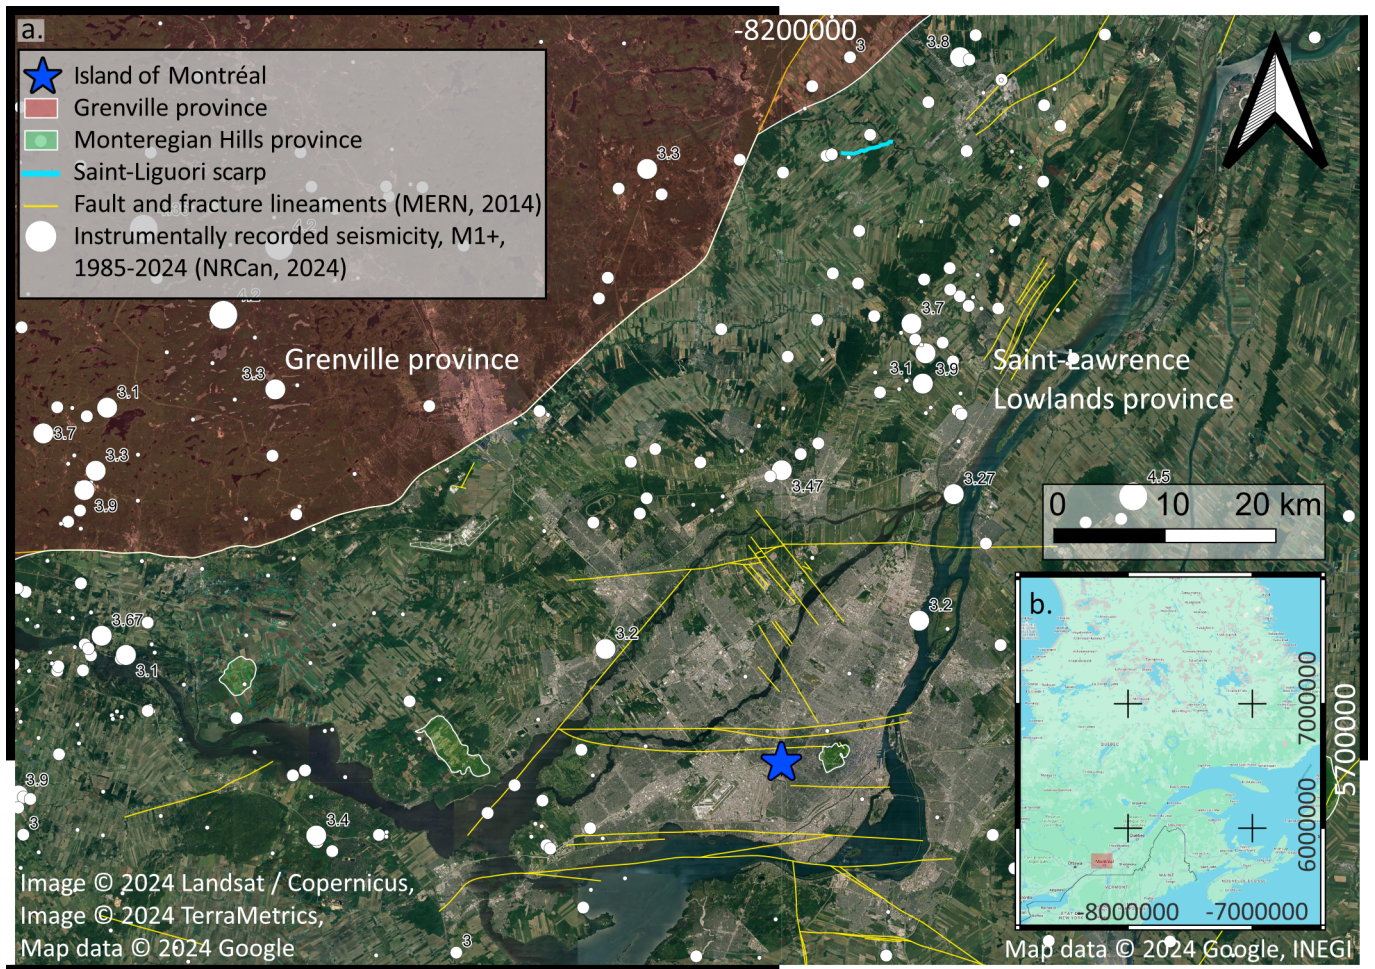 a.
-8200000
Island of Montréal
Grenville province
Monteregian Hills province
Saint-Liguori scarp
Fault and fracture lineaments (MERN, 2014)
Instrumentally recorded seismicity, M1+,
1985-2024 (NRCan, 2024)
3
3.8
3.3
4.2
4.2
3.7
Grenville province
3.3
3.1
3.9
Saint-Lawrence
Lowlands province
3.1
3.7
3.3
3.9
3.47
3.27
4.5
0 10 20 km
3.67
3.1
3.2
3.2
b.
7000000
6000000
-8000000 -7000000
5700000
3.9
3
3.4
3
Image © 2024 Landsat / Copernicus,
Image © 2024 TerraMetrics,
Map data © 2024 Google
Map data © 2024 Google, INEGI